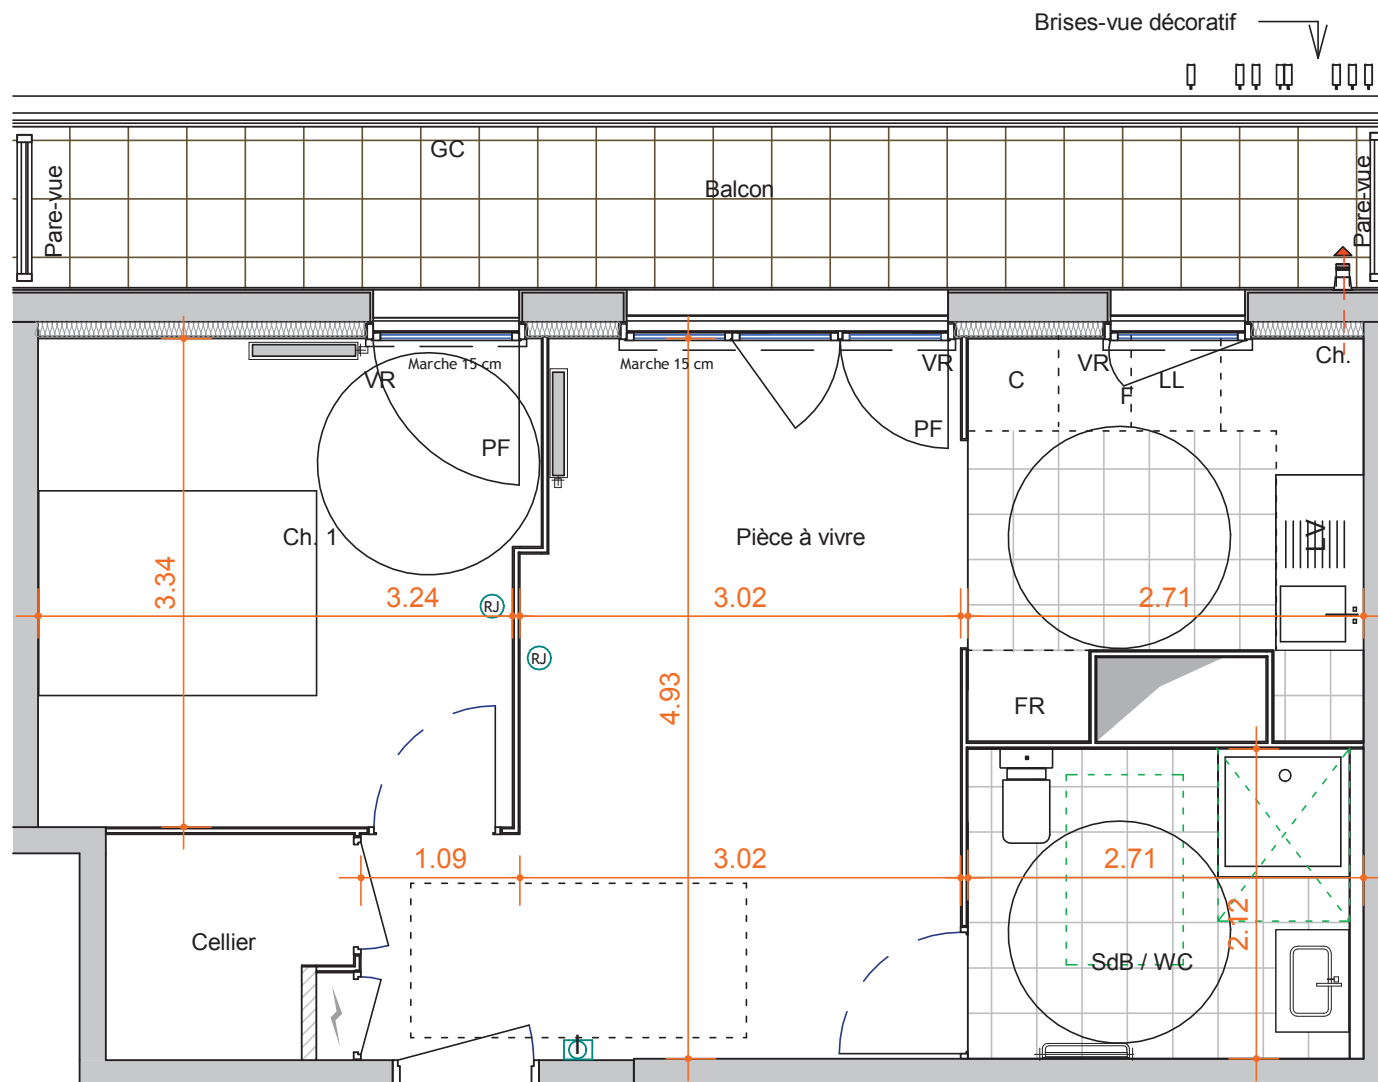 Brises-vue décoratif
GC
Balcon
Pare-vue
Pare-vue
Marche 15 cm
Marche 15 cm
VR
VR
VR
Ch.
C
F
LL
PF
PF
Ch. 1
Pièce à vivre
LV
3.34
3.24
RJ
3.02
2.71
RJ
4.93
FR
1.09
3.02
2.71
2.12
Cellier
SdB / WC